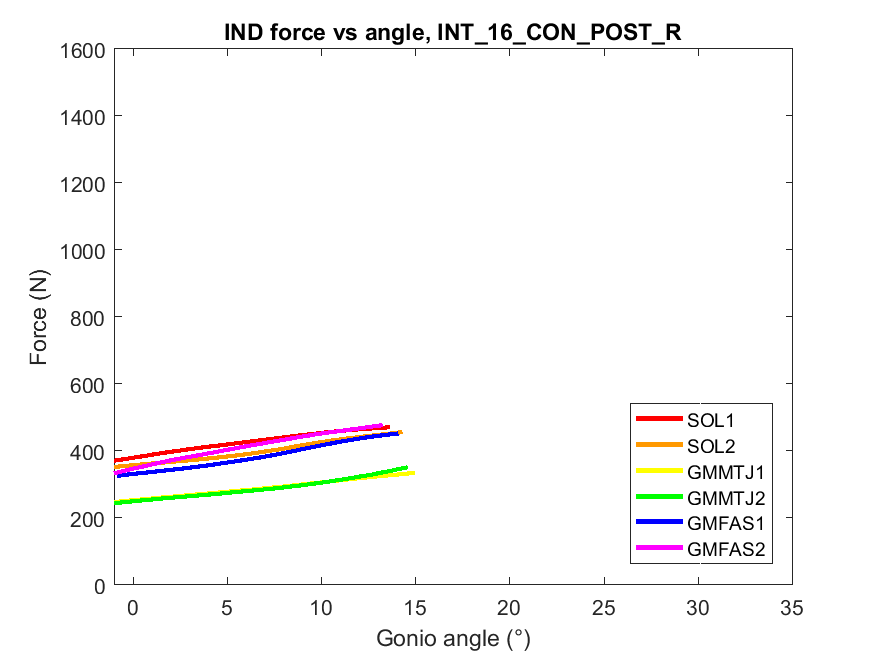 IND force vs angle, INT_16_CON_POST_R
1600
1400
1200
1000
800
600
400
200
0
Force (N)
0 5 10 15 20 25 30 35
Gonio angle (°)
SOL1
SOL2
GMMTJ1
GMMTJ2
GMFAS1
GMFAS2